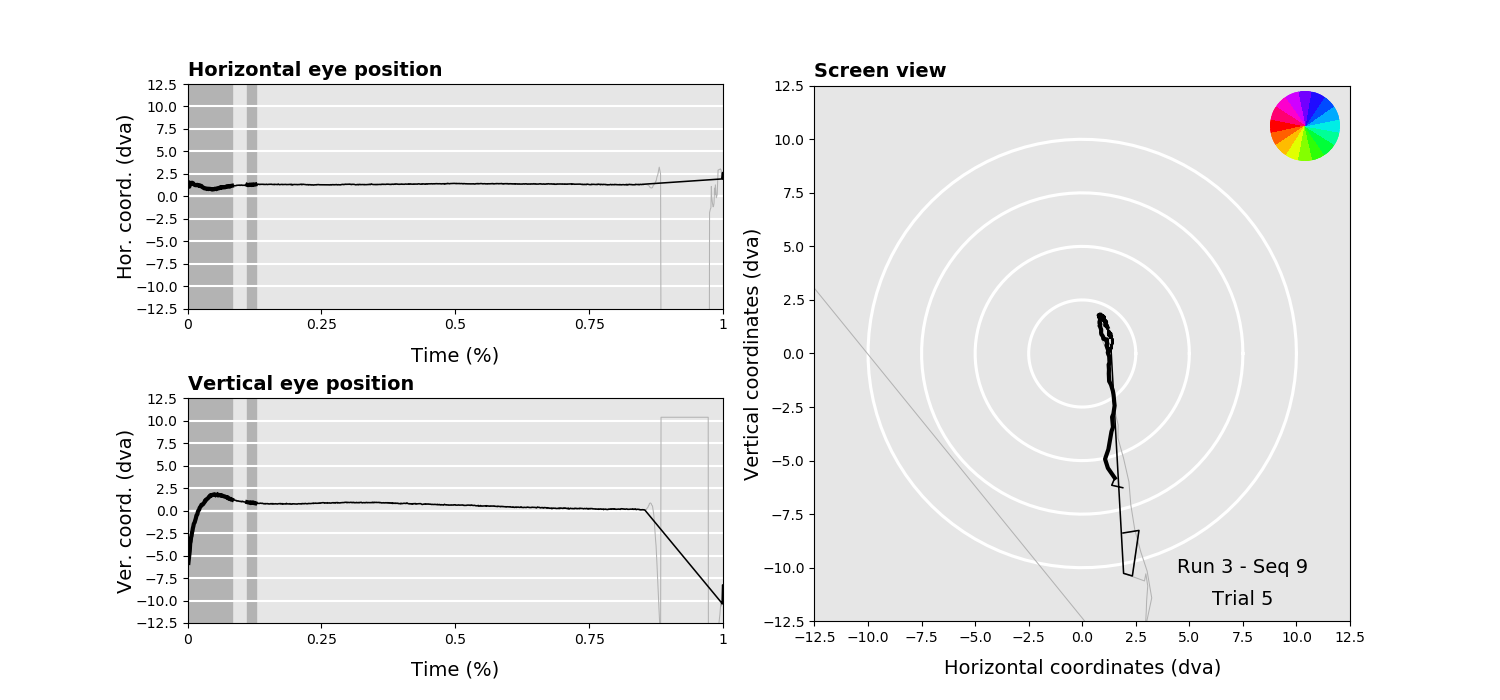 Horizontal eye position
Hor. coord. (dva)
12.5
10.0
7.5
5.0
2.5
0.0
−2.5
−5.0
−7.5
−10.0
−12.5
0 0.25 0.5 0.75 1
Time (%)
Vertical eye position
Ver. coord. (dva)
12.5
10.0
7.5
5.0
2.5
0.0
−2.5
−5.0
−7.5
−10.0
−12.5
0 0.25 0.5 0.75 1
Time (%)
Screen view
Vertical coordinates (dva)
12.5
10.0
7.5
5.0
2.5
0.0
−2.5
−5.0
−7.5
−10.0
−12.5
Run 3 - Seq 9
Trial 5
−12.5 −10.0 −7.5 −5.0 −2.5 0.0 2.5 5.0 7.5 10.0 12.5
Horizontal coordinates (dva)